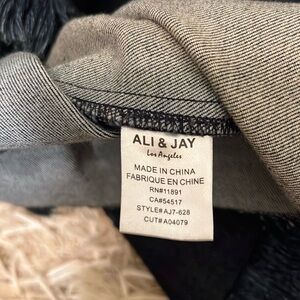 ALI & JAY
Los Angeles
MADE IN CHINA
FABRIQUE EN CHINE
RN#11891
CA#54517
STYLE#AJ7-628
CUT#A04079